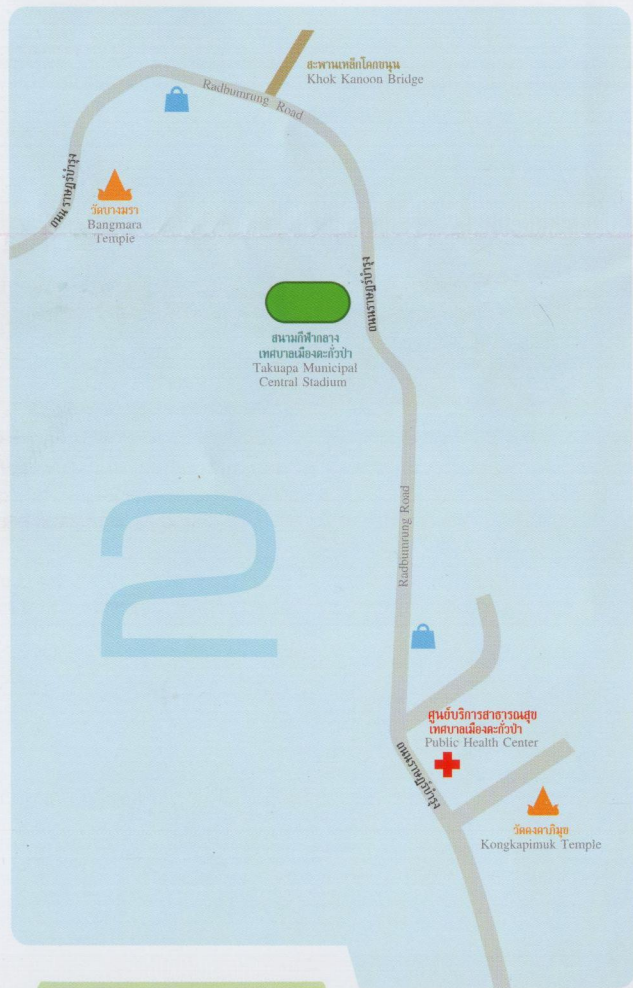 สะพานเหล็กโคกขนุน
Khok Kanoon Bridge
Radbumrung Road
ถนนราษฎร์บำรุง
วัดบางมรา
Bangmara
Temple
ถนนราษฎร์บำรุง
สนามกีฬากลาง
เทศบาลเมืองตะกั่วป่า
Takuapa Municipal
Central Stadium
2
Radbumrung Road
ศูนย์บริการสาธารณสุข
เทศบาลเมืองตะกั่วป่า
Public Health Center
ถนนราษฎร์บำรุง
วัดคงคาภิมุข
Kongkapimuk Temple